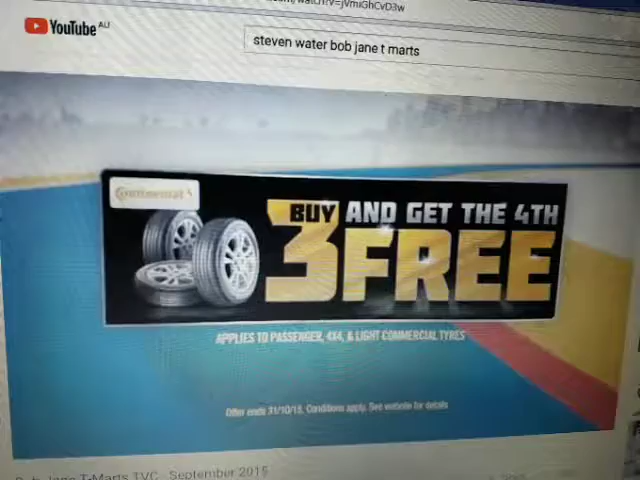 YouTube AU
steven water bob jane t marts
Continental
BUY 3 AND GET THE 4TH
FREE
APPLIES TO PASSENGER, 4X4, & LIGHT COMMERCIAL TYRES
Offer ends 31/10/15. Conditions apply. See website for details
Bob Jane T-Marts TVC - September 2015